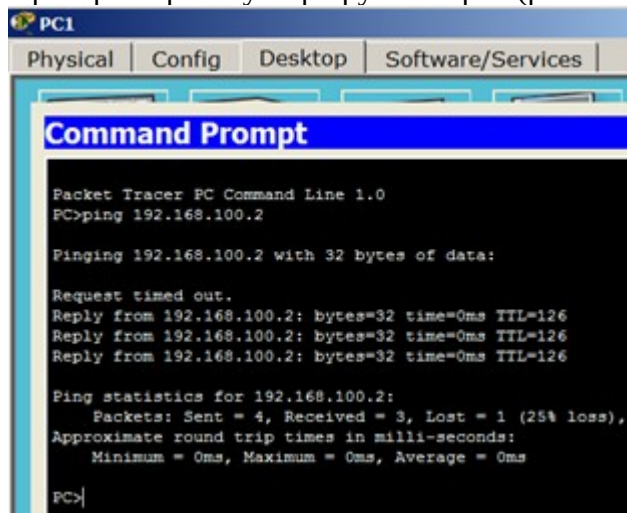 PC1
Physical Config Desktop Software/Services
Command Prompt
Packet Tracer PC Command Line 1.0
PC>ping 192.168.100.2
Pinging 192.168.100.2 with 32 bytes of data:
Request timed out.
Reply from 192.168.100.2: bytes=32 time=0ms TTL=126
Reply from 192.168.100.2: bytes=32 time=0ms TTL=126
Reply from 192.168.100.2: bytes=32 time=0ms TTL=126
Ping statistics for 192.168.100.2:
Packets: Sent = 4, Received = 3, Lost = 1 (25% loss),
Approximate round trip times in milli-seconds:
Minimum = 0ms, Maximum = 0ms, Average = 0ms
PC>